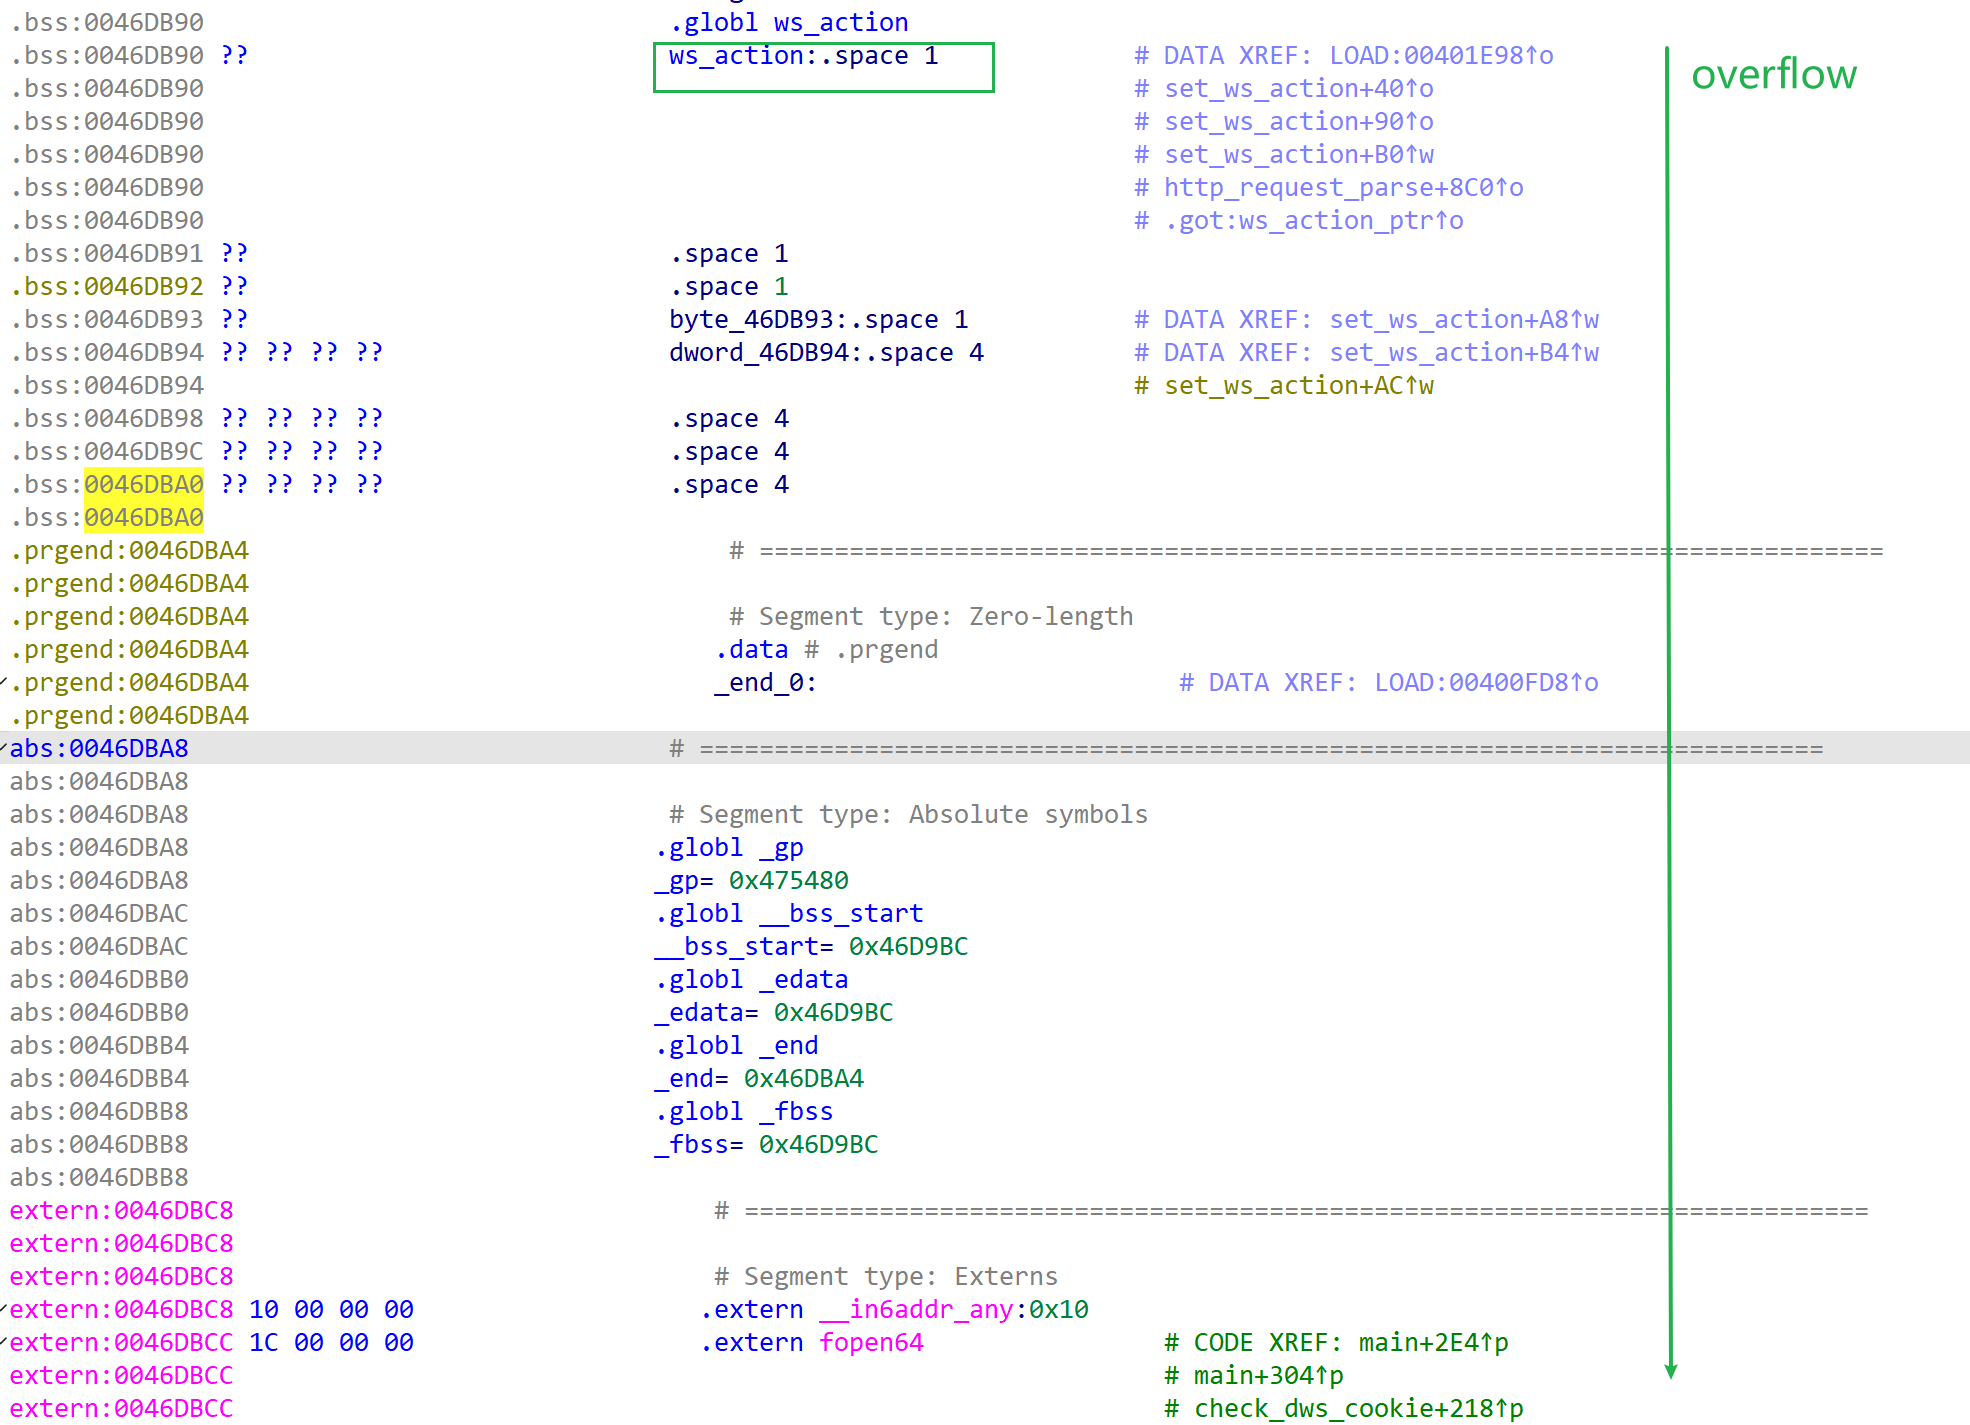 .bss:0046DB90 .globl ws_action
.bss:0046DB90 ?? ws_action:.space 1 # DATA XREF: LOAD:00401E98↑o
overflow
.bss:0046DB90 # set_ws_action+40↑o
.bss:0046DB90 # set_ws_action+90↑o
.bss:0046DB90 # set_ws_action+B0↑w
.bss:0046DB90 # http_request_parse+8C0↑o
.bss:0046DB90 # .got:ws_action_ptr↑o
.bss:0046DB91 ?? .space 1
.bss:0046DB92 ?? .space 1
.bss:0046DB93 ?? byte_46DB93:.space 1 # DATA XREF: set_ws_action+A8↑w
.bss:0046DB94 ?? ?? ?? ?? dword_46DB94:.space 4 # DATA XREF: set_ws_action+B4↑w
.bss:0046DB94 # set_ws_action+AC↑w
.bss:0046DB98 ?? ?? ?? ?? .space 4
.bss:0046DB9C ?? ?? ?? ?? .space 4
.bss:0046DBA0 ?? ?? ?? ?? .space 4
.bss:0046DBA0
.prgend:0046DBA4 # ===========================================================================
.prgend:0046DBA4
.prgend:0046DBA4 # Segment type: Zero-length
.prgend:0046DBA4 .data # .prgend
.prgend:0046DBA4 _end_0: # DATA XREF: LOAD:00400FD8↑o
.prgend:0046DBA4
abs:0046DBA8 # ===========================================================================
abs:0046DBA8
abs:0046DBA8 # Segment type: Absolute symbols
abs:0046DBA8 .globl _gp
abs:0046DBA8 _gp= 0x475480
abs:0046DBAC .globl __bss_start
abs:0046DBAC __bss_start= 0x46D9BC
abs:0046DBB0 .globl _edata
abs:0046DBB0 _edata= 0x46D9BC
abs:0046DBB4 .globl _end
abs:0046DBB4 _end= 0x46DBA4
abs:0046DBB8 .globl _fbss
abs:0046DBB8 _fbss= 0x46D9BC
abs:0046DBB8
extern:0046DBC8 # ===========================================================================
extern:0046DBC8
extern:0046DBC8 # Segment type: Externs
extern:0046DBC8 10 00 00 00 .extern __in6addr_any:0x10
extern:0046DBCC 1C 00 00 00 .extern fopen64 # CODE XREF: main+2E4↑p
extern:0046DBCC # main+304↑p
extern:0046DBCC # check_dws_cookie+218↑p